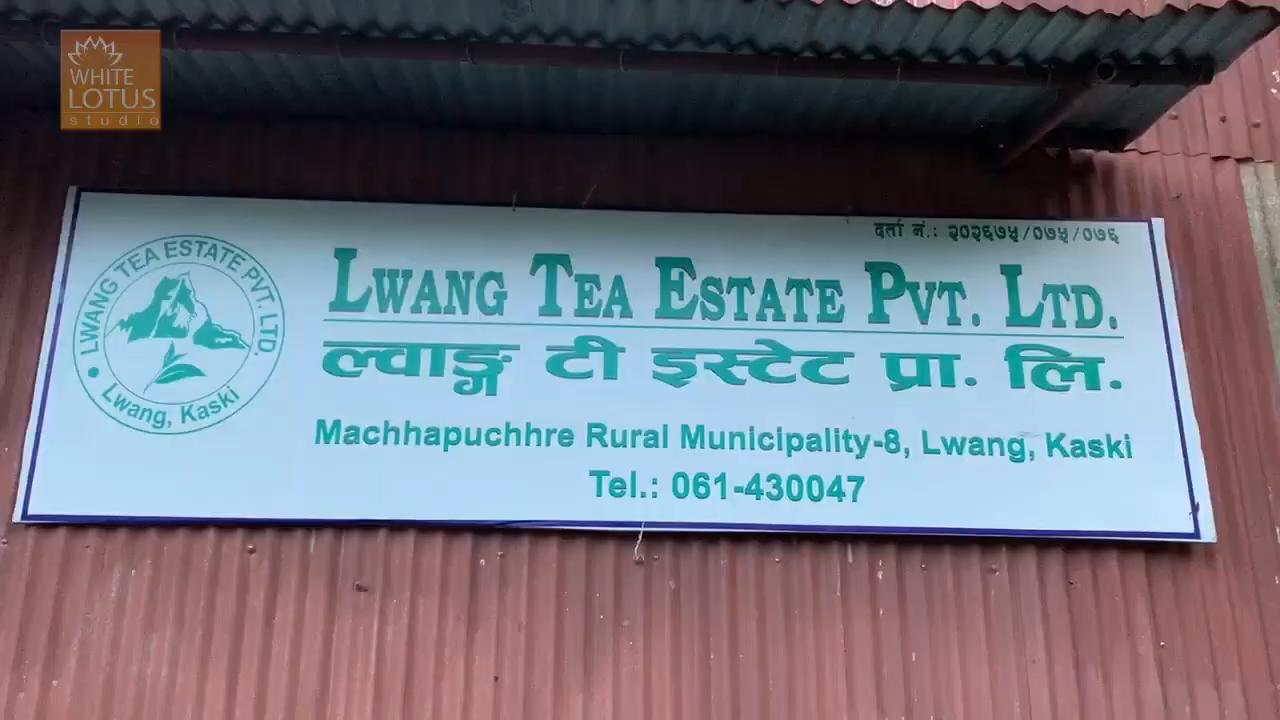 WHITE
LOTUS
studio
दर्ता नं.: २०२६७५/०७५/०७६
LWANG TEA ESTATE PVT. LTD.
Lwang, Kaski
LWANG TEA ESTATE PVT. LTD.
ल्वाङ्ग टी इस्टेट प्रा. लि.
Machhapuchhre Rural Municipality-8, Lwang, Kaski
Tel.: 061-430047